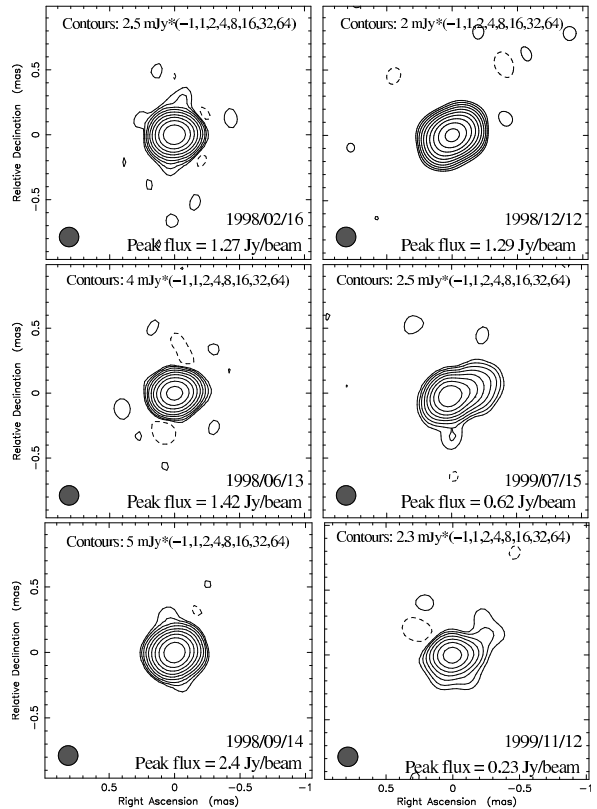 Contours: 2,5 mJy*(−1,1,2,4,8,16,32,64)
Relative Declination (mas)
0.5
0
−0.5
1998/02/16
Peak flux = 1.27 Jy/beam
Contours: 2 mJy*(−1,1,2,4,8,16,32,64)
1998/12/12
Peak flux = 1.29 Jy/beam
Contours: 4 mJy*(−1,1,2,4,8,16,32,64)
Relative Declination (mas)
0.5
0
−0.5
1998/06/13
Peak flux = 1.42 Jy/beam
Contours: 2.5 mJy*(−1,1,2,4,8,16,32,64)
1999/07/15
Peak flux = 0.62 Jy/beam
Contours: 5 mJy*(−1,1,2,4,8,16,32,64)
Relative Declination (mas)
0.5
0
−0.5
1998/09/14
Peak flux = 2.4 Jy/beam
0.5 0 −0.5 −1
Right Ascension (mas)
Contours: 2.3 mJy*(−1,1,2,4,8,16,32,64)
1999/11/12
Peak flux = 0.23 Jy/beam
0.5 0 −0.5 −1
Right Ascension (mas)